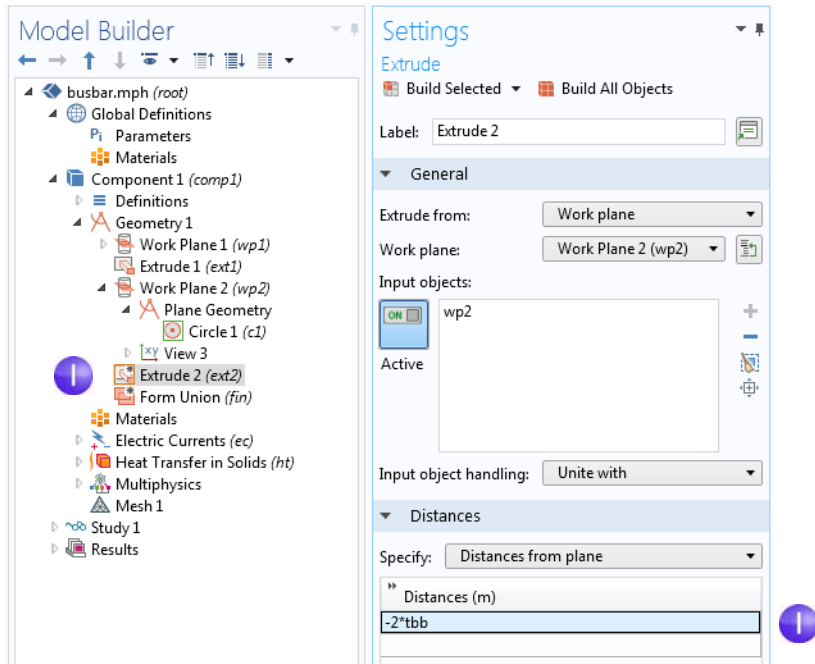 Model Builder
busbar.mph (root)
Global Definitions
Pi Parameters
Materials
Component 1 (comp1)
Definitions
Geometry 1
Work Plane 1 (wp1)
Extrude 1 (ext1)
Work Plane 2 (wp2)
Plane Geometry
Circle 1 (c1)
xy View 3
Extrude 2 (ext2)
Form Union (fin)
Materials
Electric Currents (ec)
Heat Transfer in Solids (ht)
Multiphysics
Mesh 1
Study 1
Results
I
Settings
Extrude
Build Selected Build All Objects
Label: Extrude 2
General
Extrude from: Work plane
Work plane: Work Plane 2 (wp2)
Input objects:
ON wp2
Active
Input object handling: Unite with
Distances
Specify: Distances from plane
Distances (m)
-2*tbb
I